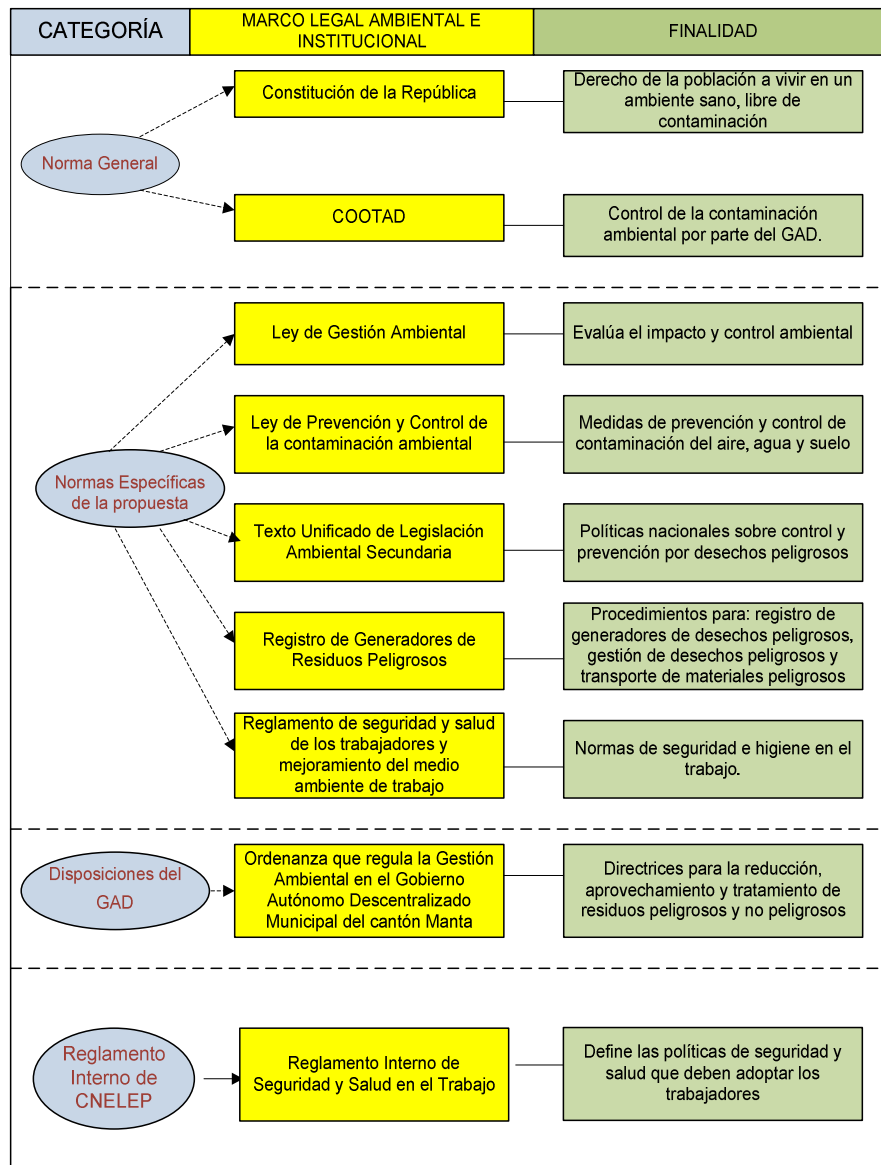 CATEGORÍA
MARCO LEGAL AMBIENTAL E
INSTITUCIONAL
FINALIDAD
Norma General
Constitución de la República
Derecho de la población a vivir en un
ambiente sano, libre de
contaminación
COOTAD
Control de la contaminación
ambiental por parte del GAD.
Normas Específicas
de la propuesta
Ley de Gestión Ambiental
Evalúa el impacto y control ambiental
Ley de Prevención y Control de
la contaminación ambiental
Medidas de prevención y control de
contaminación del aire, agua y suelo
Texto Unificado de Legislación
Ambiental Secundaria
Políticas nacionales sobre control y
prevención por desechos peligrosos
Registro de Generadores de
Residuos Peligrosos
Procedimientos para: registro de
generadores de desechos peligrosos,
gestión de desechos peligrosos y
transporte de materiales peligrosos
Reglamento de seguridad y salud
de los trabajadores y
mejoramiento del medio
ambiente de trabajo
Normas de seguridad e higiene en el
trabajo.
Disposiciones del
GAD
Ordenanza que regula la Gestión
Ambiental en el Gobierno
Autónomo Descentralizado
Municipal del cantón Manta
Directrices para la reducción,
aprovechamiento y tratamiento de
residuos peligrosos y no peligrosos
Reglamento
Interno de
CNELEP
Reglamento Interno de
Seguridad y Salud en el Trabajo
Define las políticas de seguridad y
salud que deben adoptar los
trabajadores